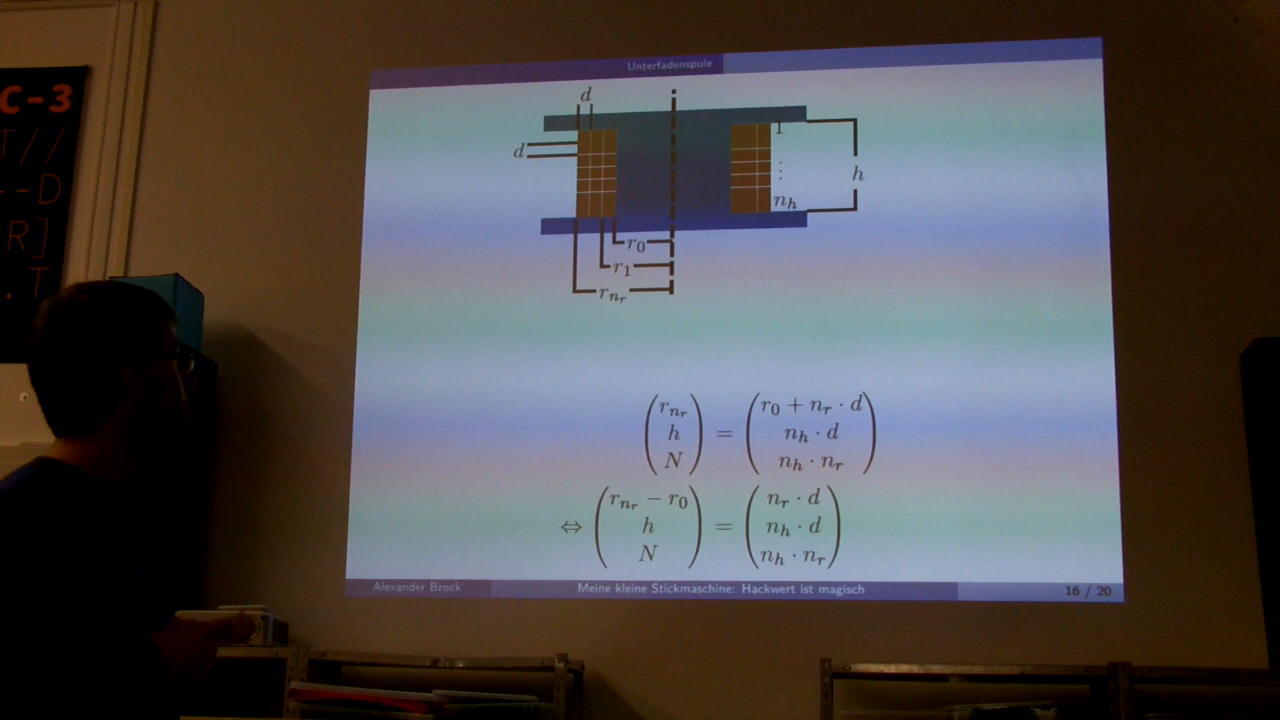 C-3
T//
--D
R]
.T
Unterfadenspule
d
d
1
⋮
n_h
h
r_0
r_1
r_{n_r}
(r_{n_r}) = (r_0 + n_r · d)
(h) = (n_h · d)
(N) = (n_h · n_r)
⇔ (r_{n_r} − r_0) = (n_r · d)
(h) = (n_h · d)
(N) = (n_h · n_r)
Alexander Brock
Meine kleine Stickmaschine: Hackwert ist magisch
16 / 20